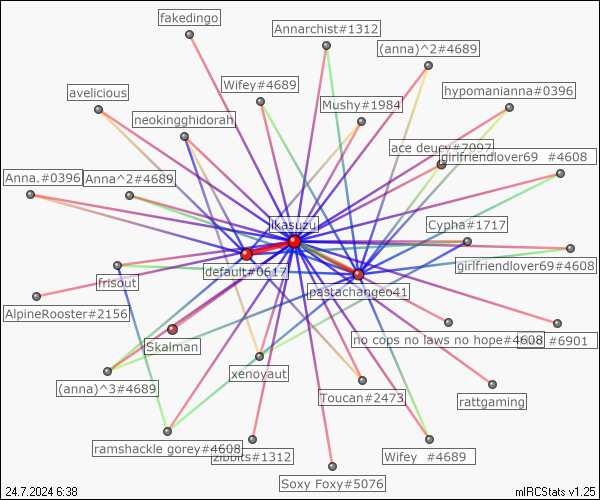 fakedingo
Annarchist#1312
(anna)^2#4689
Wifey#4689
hypomanianna#0396
avelicious
Mushy#1984
neokingghidorah
ace deucy#7097
girlfriendlover69 #4608
Anna.#0396
Anna^2#4689
ikasuzu
Cypha#1717
default#0617
girlfriendlover69#4608
frisout
pastachangeo41
AlpineRooster#2156
Skalman
no cops no laws no hope#4608
#6901
xenoyaut
(anna)^3#4689
Toucan#2473
rattgaming
ramshackle gorey#4608
zibbits#1312
Wifey #4689
Soxy Foxy#5076
24.7.2024 6:38
mIRCStats v1.25